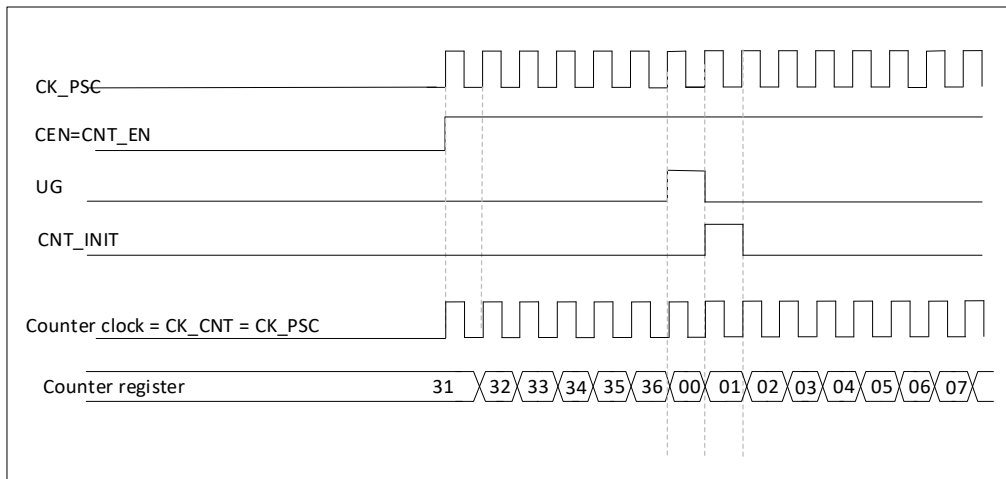 CK_PSC
CEN=CNT_EN
UG
CNT_INIT
Counter clock = CK_CNT = CK_PSC
Counter register 31 32 33 34 35 36 00 01 02 03 04 05 06 07